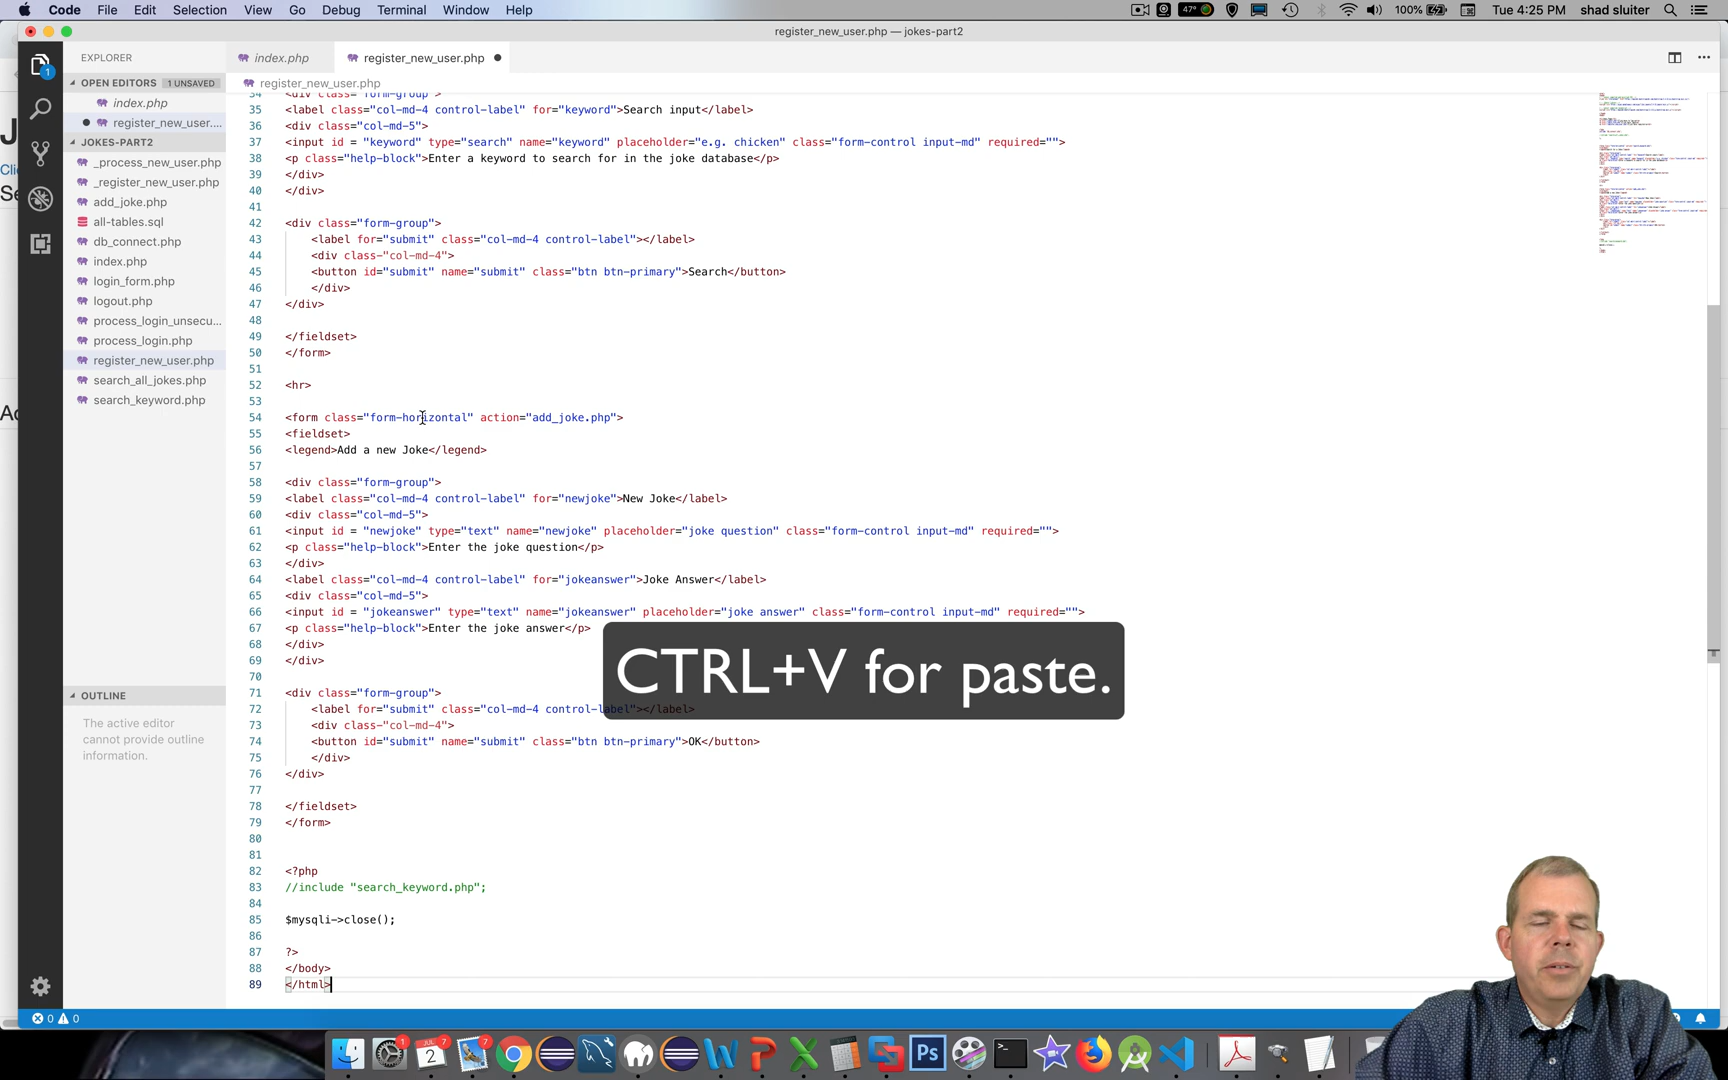 Code File Edit Selection View Go Debug Terminal Window Help
47° 100% Tue 4:25 PM shad sluiter
register_new_user.php — jokes-part2
EXPLORER
OPEN EDITORS 1 UNSAVED
index.php
register_new_user....
JOKES-PART2
_process_new_user.php
_register_new_user.php
add_joke.php
all-tables.sql
db_connect.php
index.php
login_form.php
logout.php
process_login_unsecu...
process_login.php
register_new_user.php
search_all_jokes.php
search_keyword.php
OUTLINE
The active editor
cannot provide outline
information.
index.php register_new_user.php
register_new_user.php
34 <div class="form-group">
35 <label class="col-md-4 control-label" for="keyword">Search input</label>
36 <div class="col-md-5">
37 <input id = "keyword" type="search" name="keyword" placeholder="e.g. chicken" class="form-control input-md" required="">
38 <p class="help-block">Enter a keyword to search for in the joke database</p>
39 </div>
40 </div>
41
42 <div class="form-group">
43 <label for="submit" class="col-md-4 control-label"></label>
44 <div class-"col-md-4">
45 <button id="submit" name="submit" class="btn btn-primary">Search</button>
46 </div>
47 </div>
48
49 </fieldset>
50 </form>
51
52 <hr>
53
54 <form class="form-horizontal" action="add_joke.php">
55 <fieldset>
56 <legend>Add a new Joke</legend>
57
58 <div class="form-group">
59 <label class="col-md-4 control-label" for="newjoke">New Joke</label>
60 <div class="col-md-5">
61 <input id = "newjoke" type="text" name="newjoke" placeholder="joke question" class="form-control input-md" required="">
62 <p class="help-block">Enter the joke question</p>
63 </div>
64 <label class="col-md-4 control-label" for="jokeanswer">Joke Answer</label>
65 <div class="col-md-5">
66 <input id = "jokeanswer" type="text" name="jokeanswer" placeholder="joke answer" class="form-control input-md" required="">
67 <p class="help-block">Enter the joke answer</p>
68 </div>
69 </div>
70
71 <div class="form-group">
72 <label for="submit" class="col-md-4 control-label"></label>
73 <div class-"col-md-4">
74 <button id="submit" name="submit" class="btn btn-primary">OK</button>
75 </div>
76 </div>
77
78 </fieldset>
79 </form>
80
81
82 <?php
83 //include "search_keyword.php";
84
85 $mysqli->close();
86
87 ?>
88 </body>
89 </html>
CTRL+V for paste.
0 0